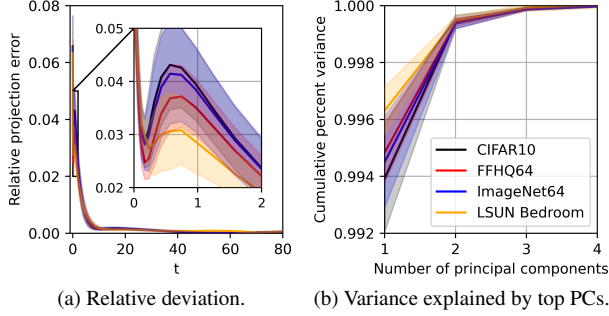 Relative projection error
0.08
0.06
0.04
0.02
0.00
0
20
40
60
80
t
0.05
0.04
0.03
0.02
0
1
2
(a) Relative deviation.
Cumulative percent variance
1.000
0.998
0.996
0.994
0.992
1
2
3
4
Number of principal components
CIFAR10
FFHQ64
ImageNet64
LSUN Bedroom
(b) Variance explained by top PCs.